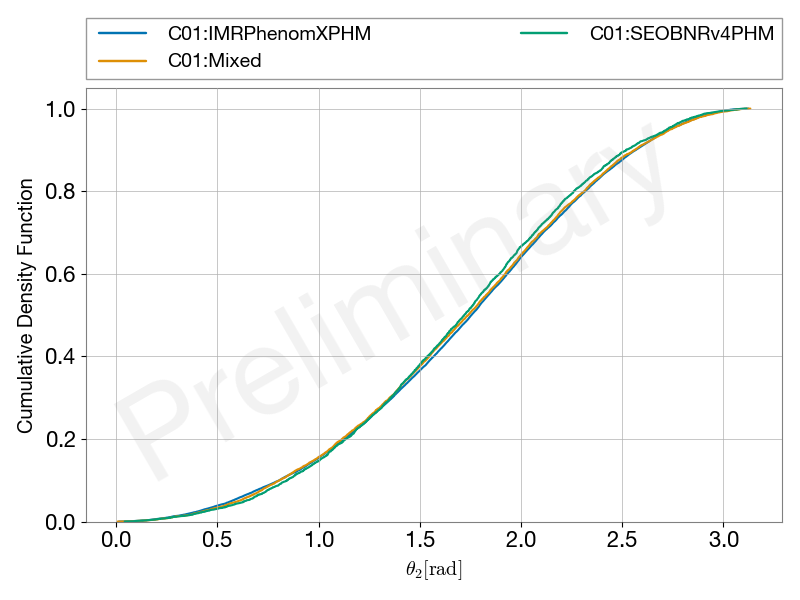 C01:IMRPhenomXPHM
C01:Mixed
C01:SEOBNRv4PHM
Preliminary
Cumulative Density Function
1.0
0.8
0.6
0.4
0.2
0.0
0.0 0.5 1.0 1.5 2.0 2.5 3.0
θ₂[rad]